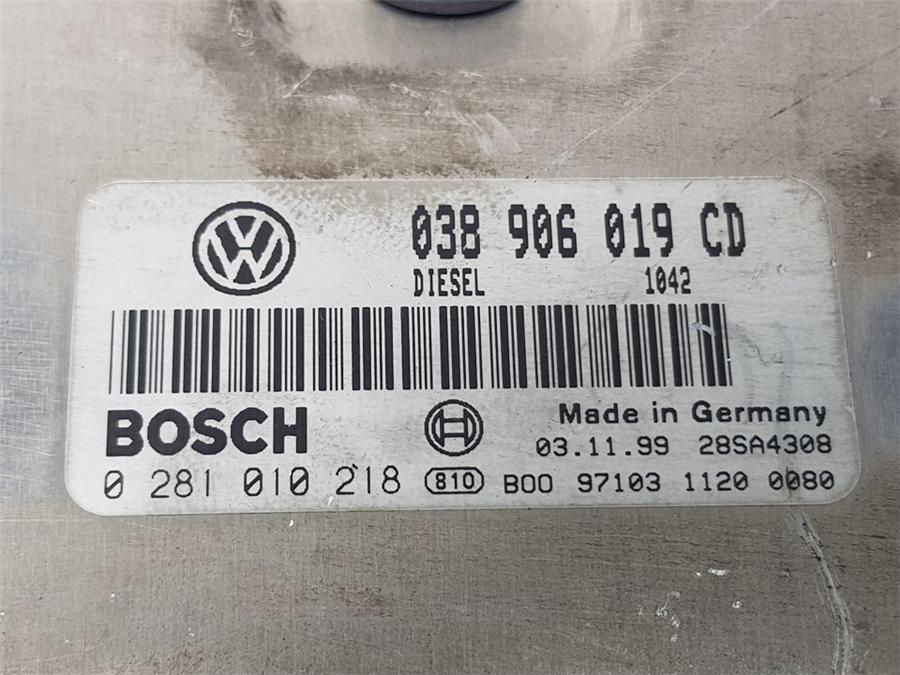 038 906 019 CD
DIESEL 1042
BOSCH
Made in Germany
03.11.99 28SA4308
0 281 010 218 810 B00 97103 1120 0080